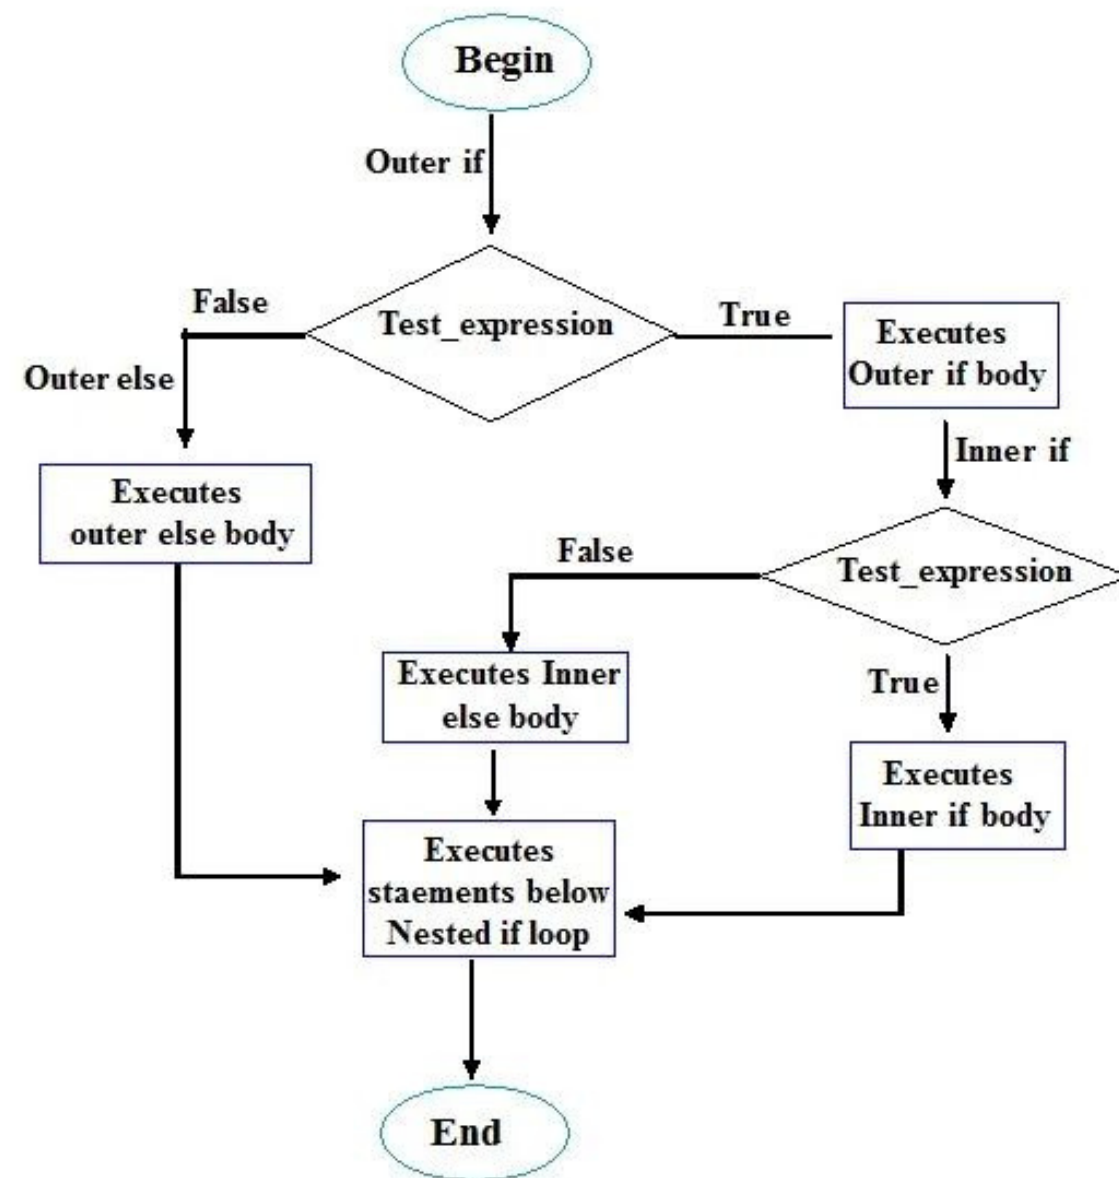 Begin
Outer if
False
Test_expression
True
Executes
Outer if body
Outer else
Inner if
Executes
outer else body
False
Test_expression
Executes Inner
else body
True
Executes
Inner if body
Executes
staements below
Nested if loop
End